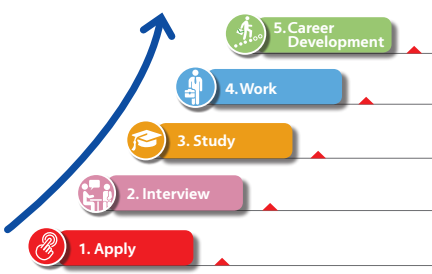 5. Career
Development
4. Work
3. Study
2. Interview
1. Apply